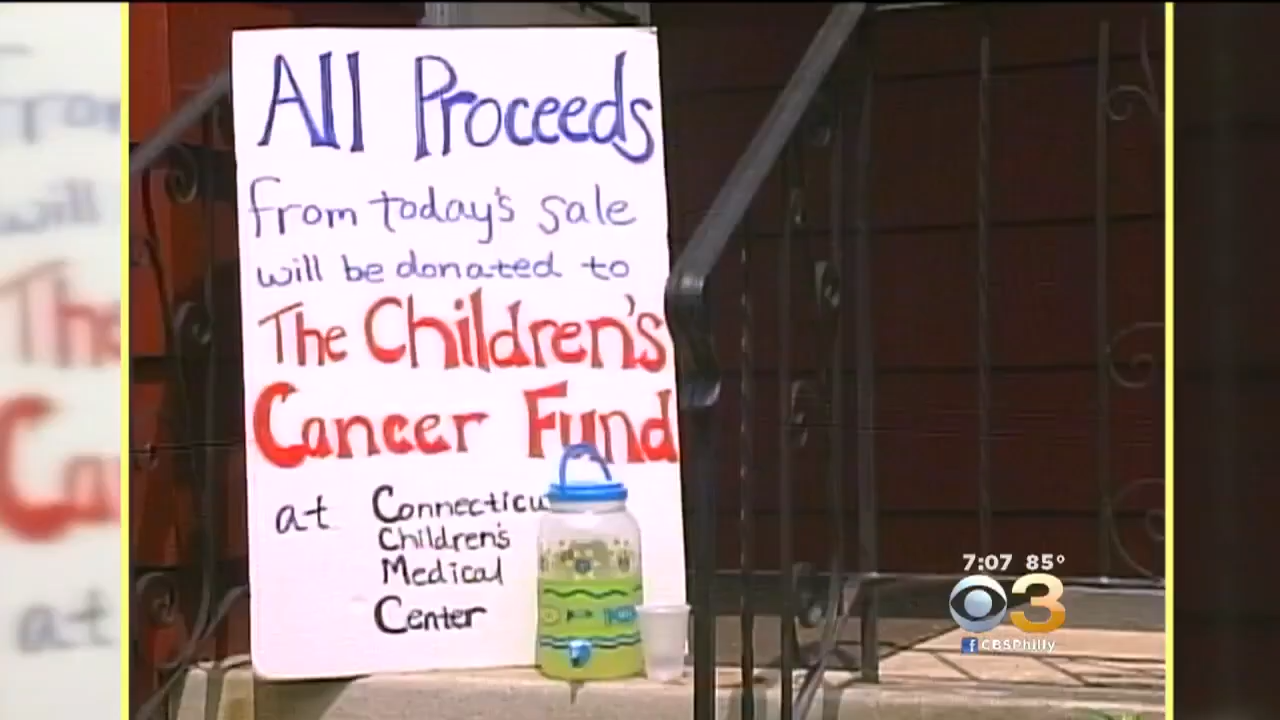 All Proceeds
from today's sale
will be donated to
The Children's
Cancer Fund
at Connecticu
Children's
Medical
Center
7:07 85°
3
f CBSPhilly